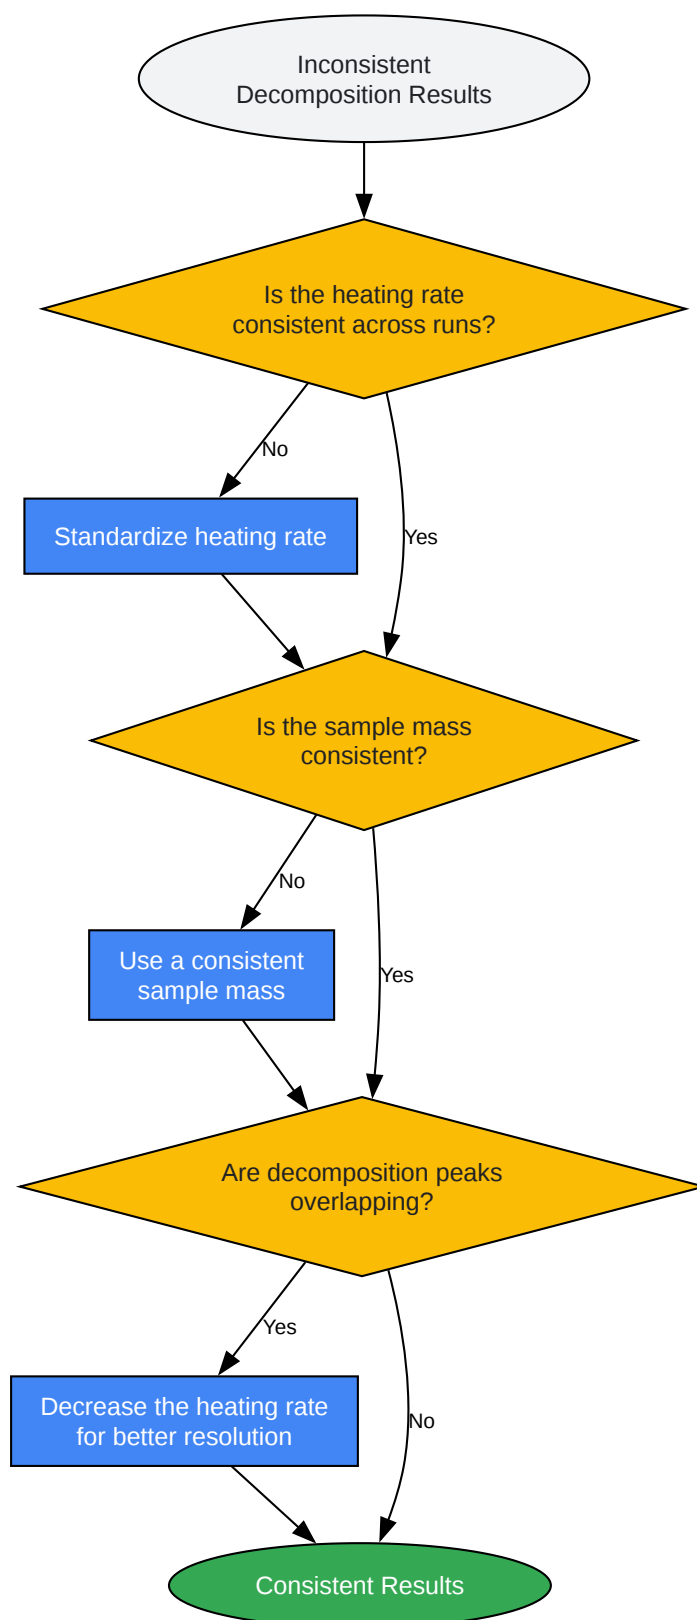 Inconsistent
Decomposition Results
Is the heating rate
consistent across runs?
No
Standardize heating rate
Yes
Is the sample mass
consistent?
No
Use a consistent
sample mass
Yes
Are decomposition peaks
overlapping?
Yes
Decrease the heating rate
for better resolution
No
Consistent Results